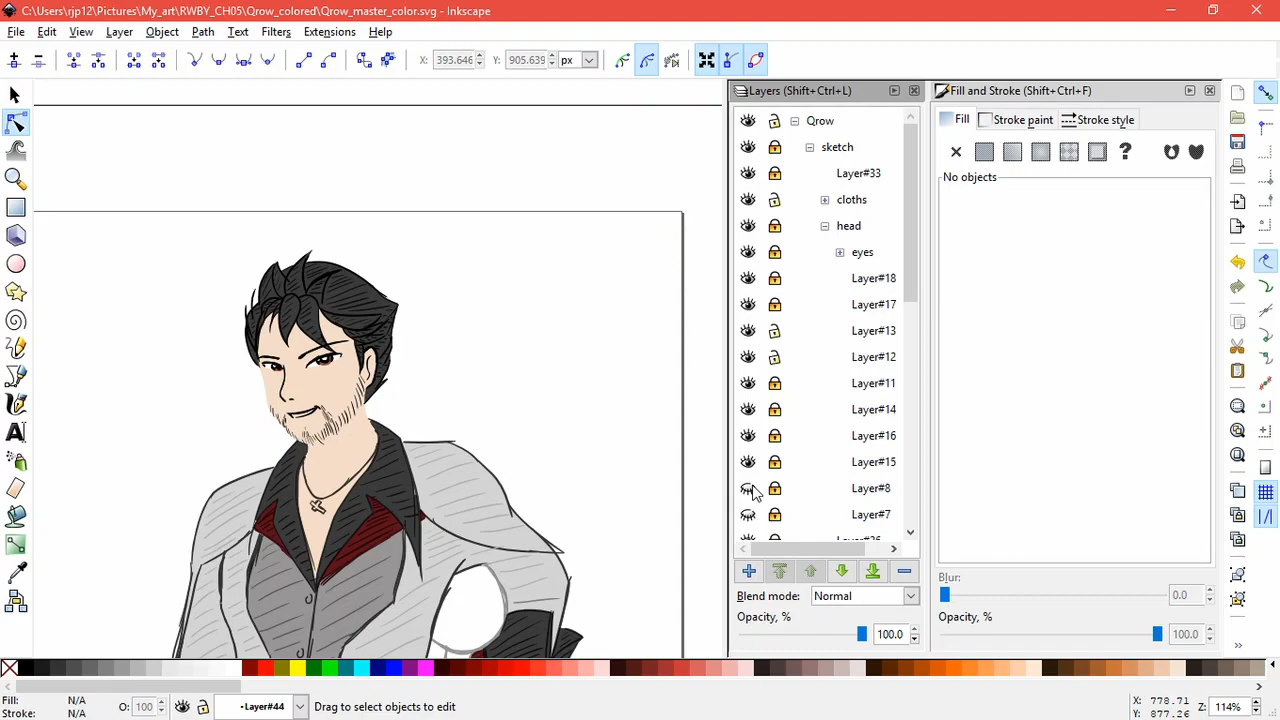 C:\Users\rjp12\Pictures\My_art\RWBY_CH05\Qrow_colored\Qrow_master_color.svg - Inkscape
File Edit View Layer Object Path Text Filters Extensions Help
X: 393.646 Y: 905.639 px
Layers (Shift+Ctrl+L)
Qrow
sketch
Layer#33
cloths
head
eyes
Layer#18
Layer#17
Layer#13
Layer#12
Layer#11
Layer#14
Layer#16
Layer#15
Layer#8
Layer#7
Blend mode: Normal
Opacity, %
100.0
Fill and Stroke (Shift+Ctrl+F)
Fill Stroke paint Stroke style
?
No objects
Blur:
0.0
Opacity, %
100.0
Fill: N/A
Stroke: N/A
O: 100
•Layer#44
Drag to select objects to edit
X: 778.71
Y: 877.26
Z: 114%